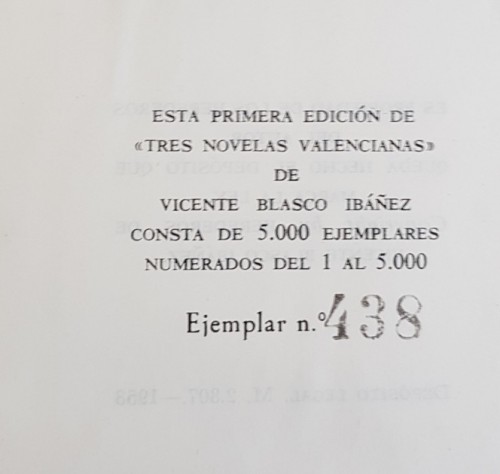 ESTA PRIMERA EDICIÓN DE
«TRES NOVELAS VALENCIANAS»
DE
VICENTE BLASCO IBÁÑEZ
CONSTA DE 5.000 EJEMPLARES
NUMERADOS DEL 1 AL 5.000
Ejemplar n.º 438